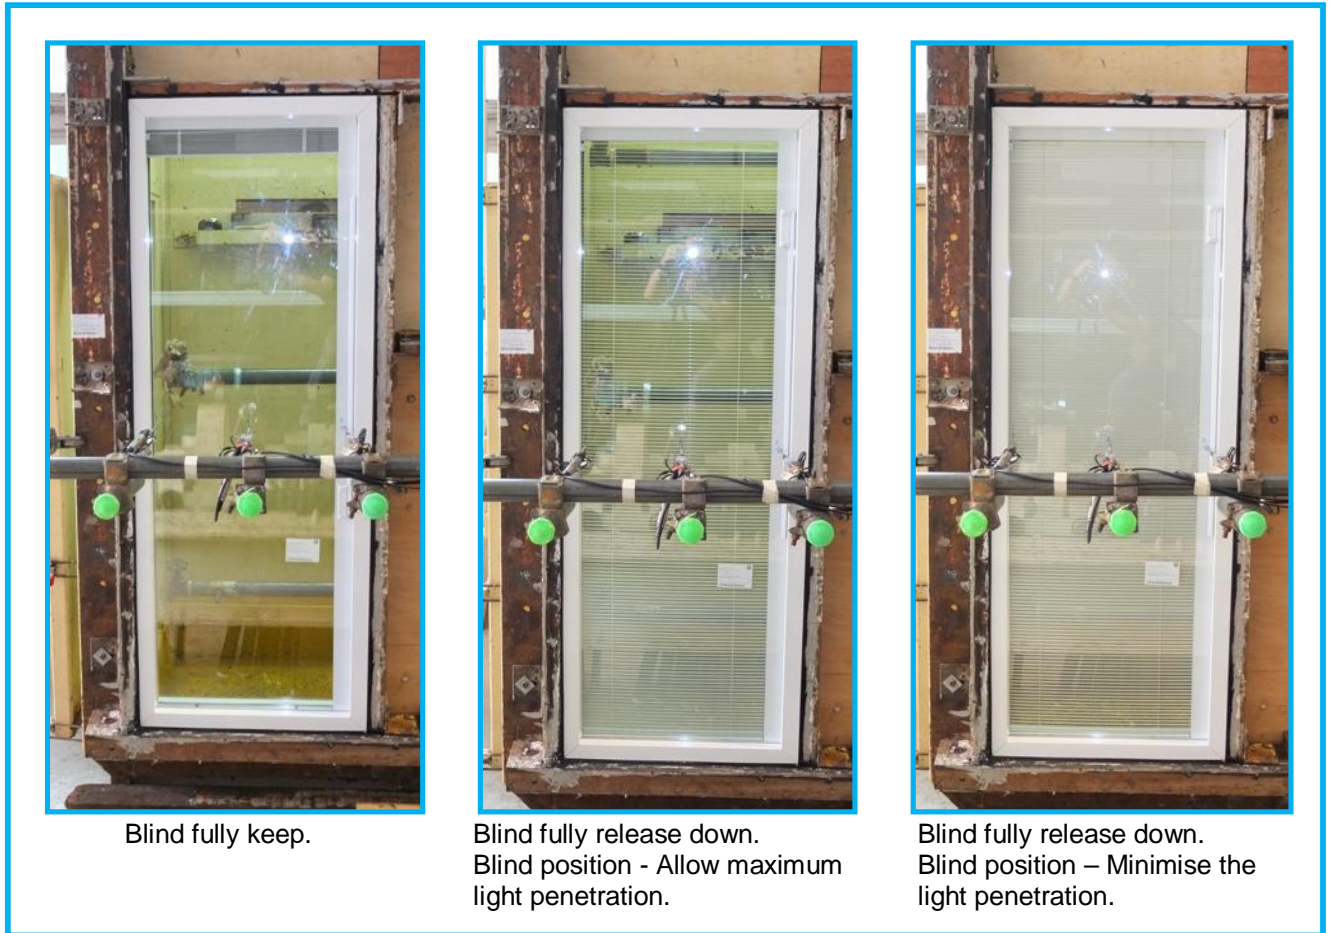 Blind fully keep.
Blind fully release down.
Blind position - Allow maximum
light penetration.
Blind fully release down.
Blind position – Minimise the
light penetration.